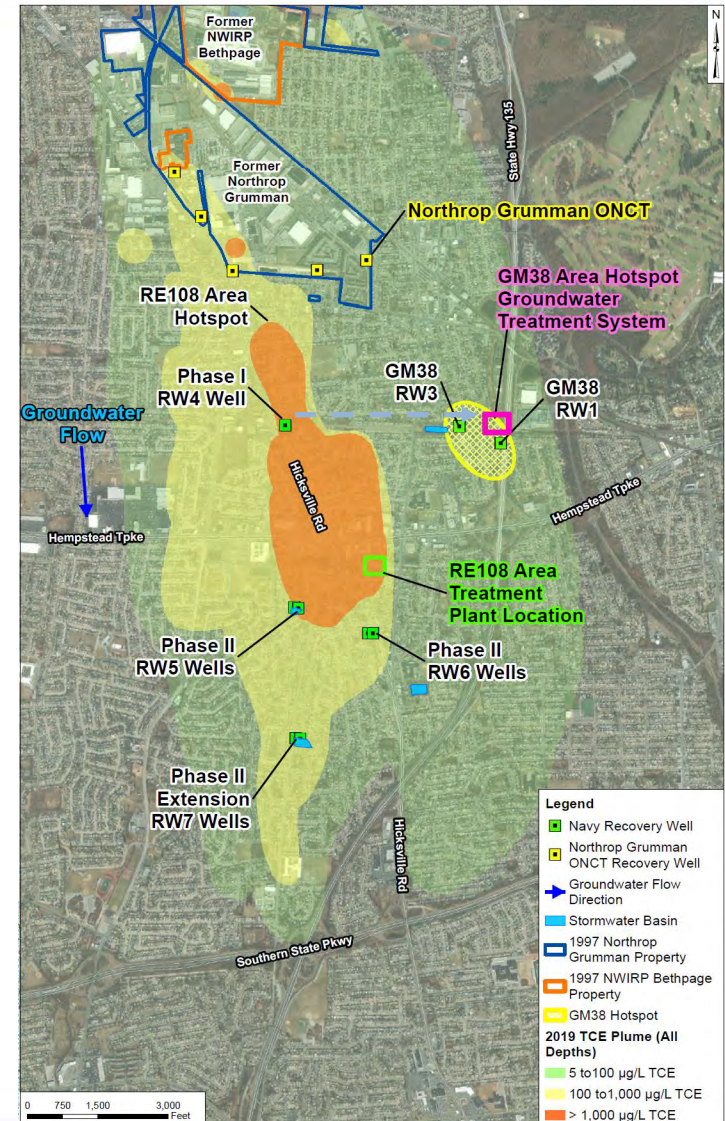 N
Former
NWIRP
Bethpage
State Hwy 135
Former
Northrop
Grumman
Northrop Grumman ONCT
RE108 Area
Hotspot
GM38 Area Hotspot
Groundwater
Treatment System
Phase I
RW4 Well
GM38
RW3
GM38
RW1
Groundwater
Flow
Hicksville Rd
Hempstead Tpke
Hempstead Tpke
RE108 Area
Treatment
Plant Location
Phase II
RW5 Wells
Phase II
RW6 Wells
Phase II
Extension
RW7 Wells
Hicksville Rd
Southern State Pkwy
Legend
Navy Recovery Well
Northrop Grumman
ONCT Recovery Well
Groundwater Flow
Direction
Stormwater Basin
1997 Northrop
Grumman Property
1997 NWIRP Bethpage
Property
GM38 Hotspot
2019 TCE Plume (All
Depths)
5 to100 µg/L TCE
100 to1,000 µg/L TCE
> 1,000 µg/L TCE
0 750 1,500 3,000
Feet